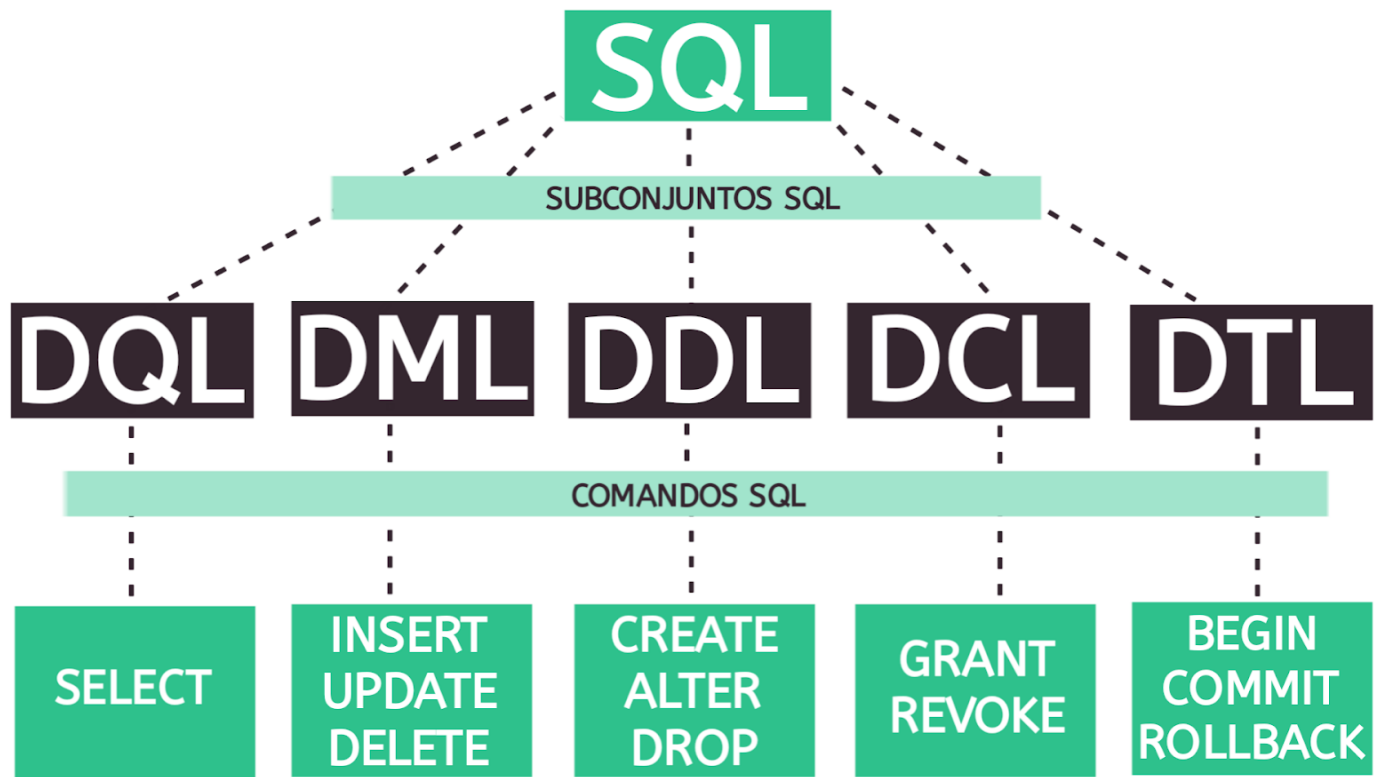 SQL
SUBCONJUNTOS SQL
DQL
DML
DDL
DCL
DTL
COMANDOS SQL
SELECT
INSERT
UPDATE
DELETE
CREATE
ALTER
DROP
GRANT
REVOKE
BEGIN
COMMIT
ROLLBACK